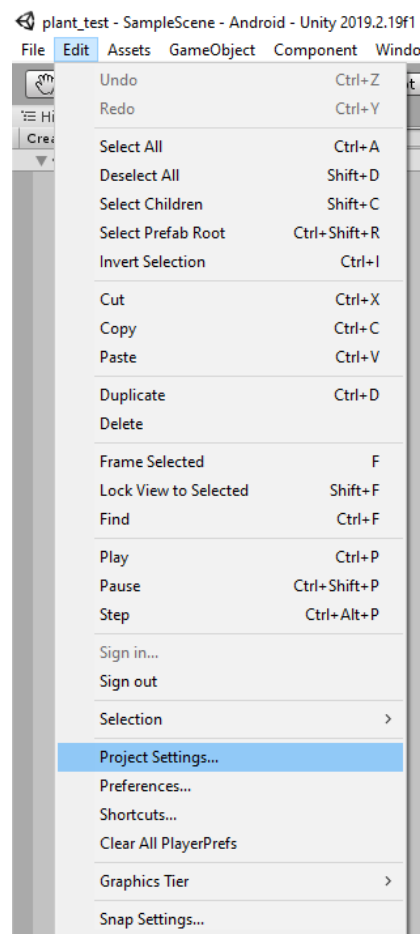 plant_test - SampleScene - Android - Unity 2019.2.19f1
File Edit Assets GameObject Component
Undo Ctrl+Z
Redo Ctrl+Y
Select All Ctrl+A
Deselect All Shift+D
Select Children Shift+C
Select Prefab Root Ctrl+Shift+R
Invert Selection Ctrl+I
Cut Ctrl+X
Copy Ctrl+C
Paste Ctrl+V
Duplicate Ctrl+D
Delete
Frame Selected F
Lock View to Selected Shift+F
Find Ctrl+F
Play Ctrl+P
Pause Ctrl+Shift+P
Step Ctrl+Alt+P
Sign in...
Sign out
Selection >
Project Settings...
Preferences...
Shortcuts...
Clear All PlayerPrefs
Graphics Tier >
Snap Settings...